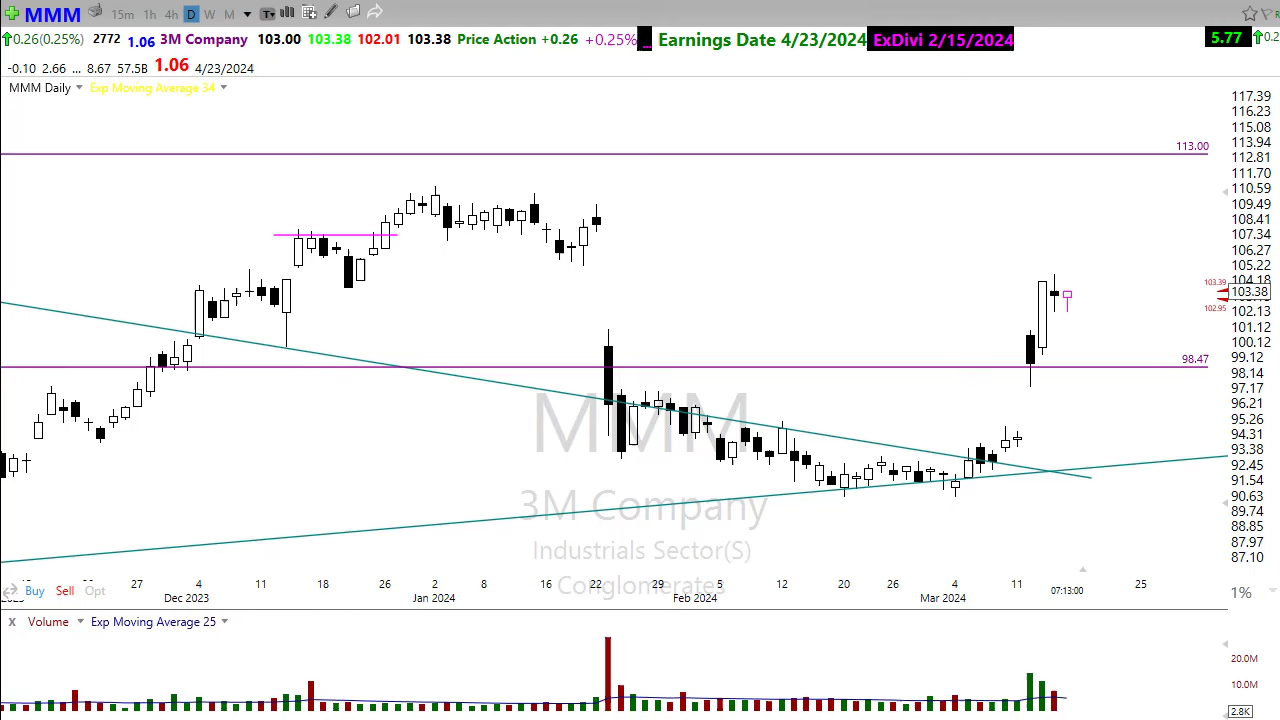 MMM 15m 1h 4h D W M T
0.26(0.25%) 2772 1.06 3M Company 103.00 103.38 102.01 103.38 Price Action +0.26 +0.25% ... Earnings Date 4/23/2024 ExDivi 2/15/2024 5.77 0.2
-0.10 2.66 ... 8.67 57.5B 1.06 4/23/2024
MMM Daily Exp Moving Average 34
117.39
116.23
115.08
113.00
113.94
112.81
111.70
110.59
109.49
108.41
107.34
106.27
105.22
104.18
103.39
103.38
102.95
102.13
101.12
100.12
98.47
99.12
98.14
97.17
96.21
95.26
94.31
93.38
92.45
91.54
90.63
89.74
88.85
87.97
87.10
MMM
3M Company
Industrials Sector(S)
Conglomerates
27 4 11 18 26 2 8 16 22 29 5 12 20 26 4 11 07:13:00 25
Dec 2023 Jan 2024 Feb 2024 Mar 2024
Buy Sell Opt 1%
X Volume Exp Moving Average 25
20.0M
10.0M
2.8K